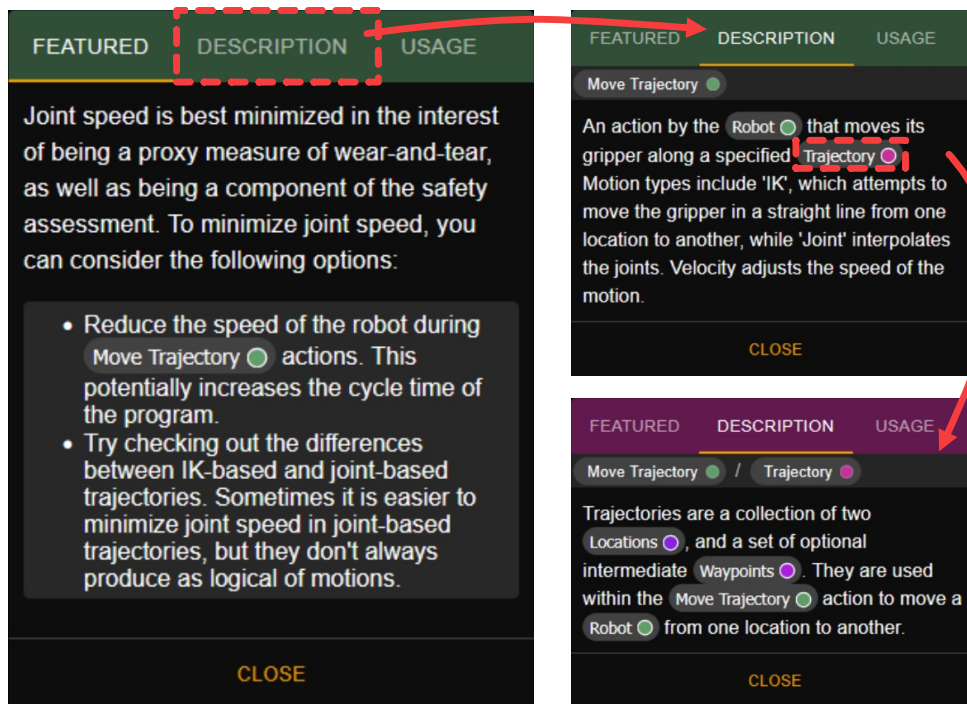 FEATURED DESCRIPTION USAGE
Joint speed is best minimized in the interest
of being a proxy measure of wear-and-tear,
as well as being a component of the safety
assessment. To minimize joint speed, you
can consider the following options:
• Reduce the speed of the robot during
Move Trajectory actions. This
potentially increases the cycle time of
the program.
• Try checking out the differences
between IK-based and joint-based
trajectories. Sometimes it is easier to
minimize joint speed in joint-based
trajectories, but they don't always
produce as logical of motions.
CLOSE
FEATURED DESCRIPTION USAGE
Move Trajectory
An action by the Robot that moves its
gripper along a specified Trajectory
Motion types include 'IK', which attempts to
move the gripper in a straight line from one
location to another, while 'Joint' interpolates
the joints. Velocity adjusts the speed of the
motion.
CLOSE
FEATURED DESCRIPTION USAGE
Move Trajectory / Trajectory
Trajectories are a collection of two
Locations , and a set of optional
intermediate Waypoints . They are used
within the Move Trajectory action to move a
Robot from one location to another.
CLOSE